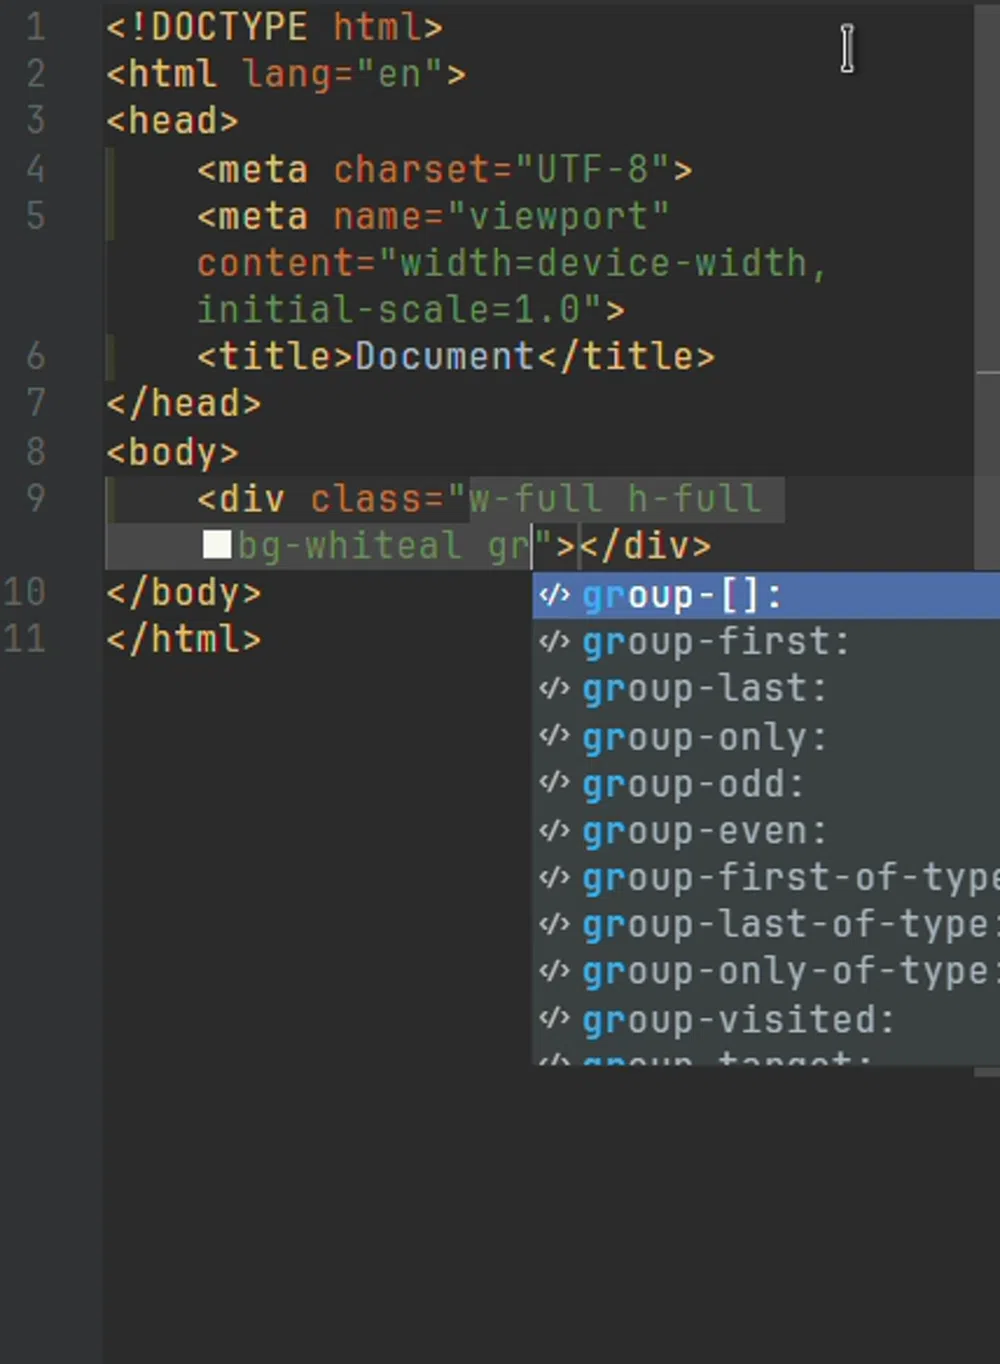 1 <!DOCTYPE html>
2 <html lang="en">
3 <head>
4 <meta charset="UTF-8">
5 <meta name="viewport"
content="width=device-width,
initial-scale=1.0">
6 <title>Document</title>
7 </head>
8 <body>
9 <div class="w-full h-full
bg-whiteal gr"></div>
10 </body>
11 </html>
</> group-[]:
</> group-first:
</> group-last:
</> group-only:
</> group-odd:
</> group-even:
</> group-first-of-type
</> group-last-of-type:
</> group-only-of-type:
</> group-visited:
</> group-target: